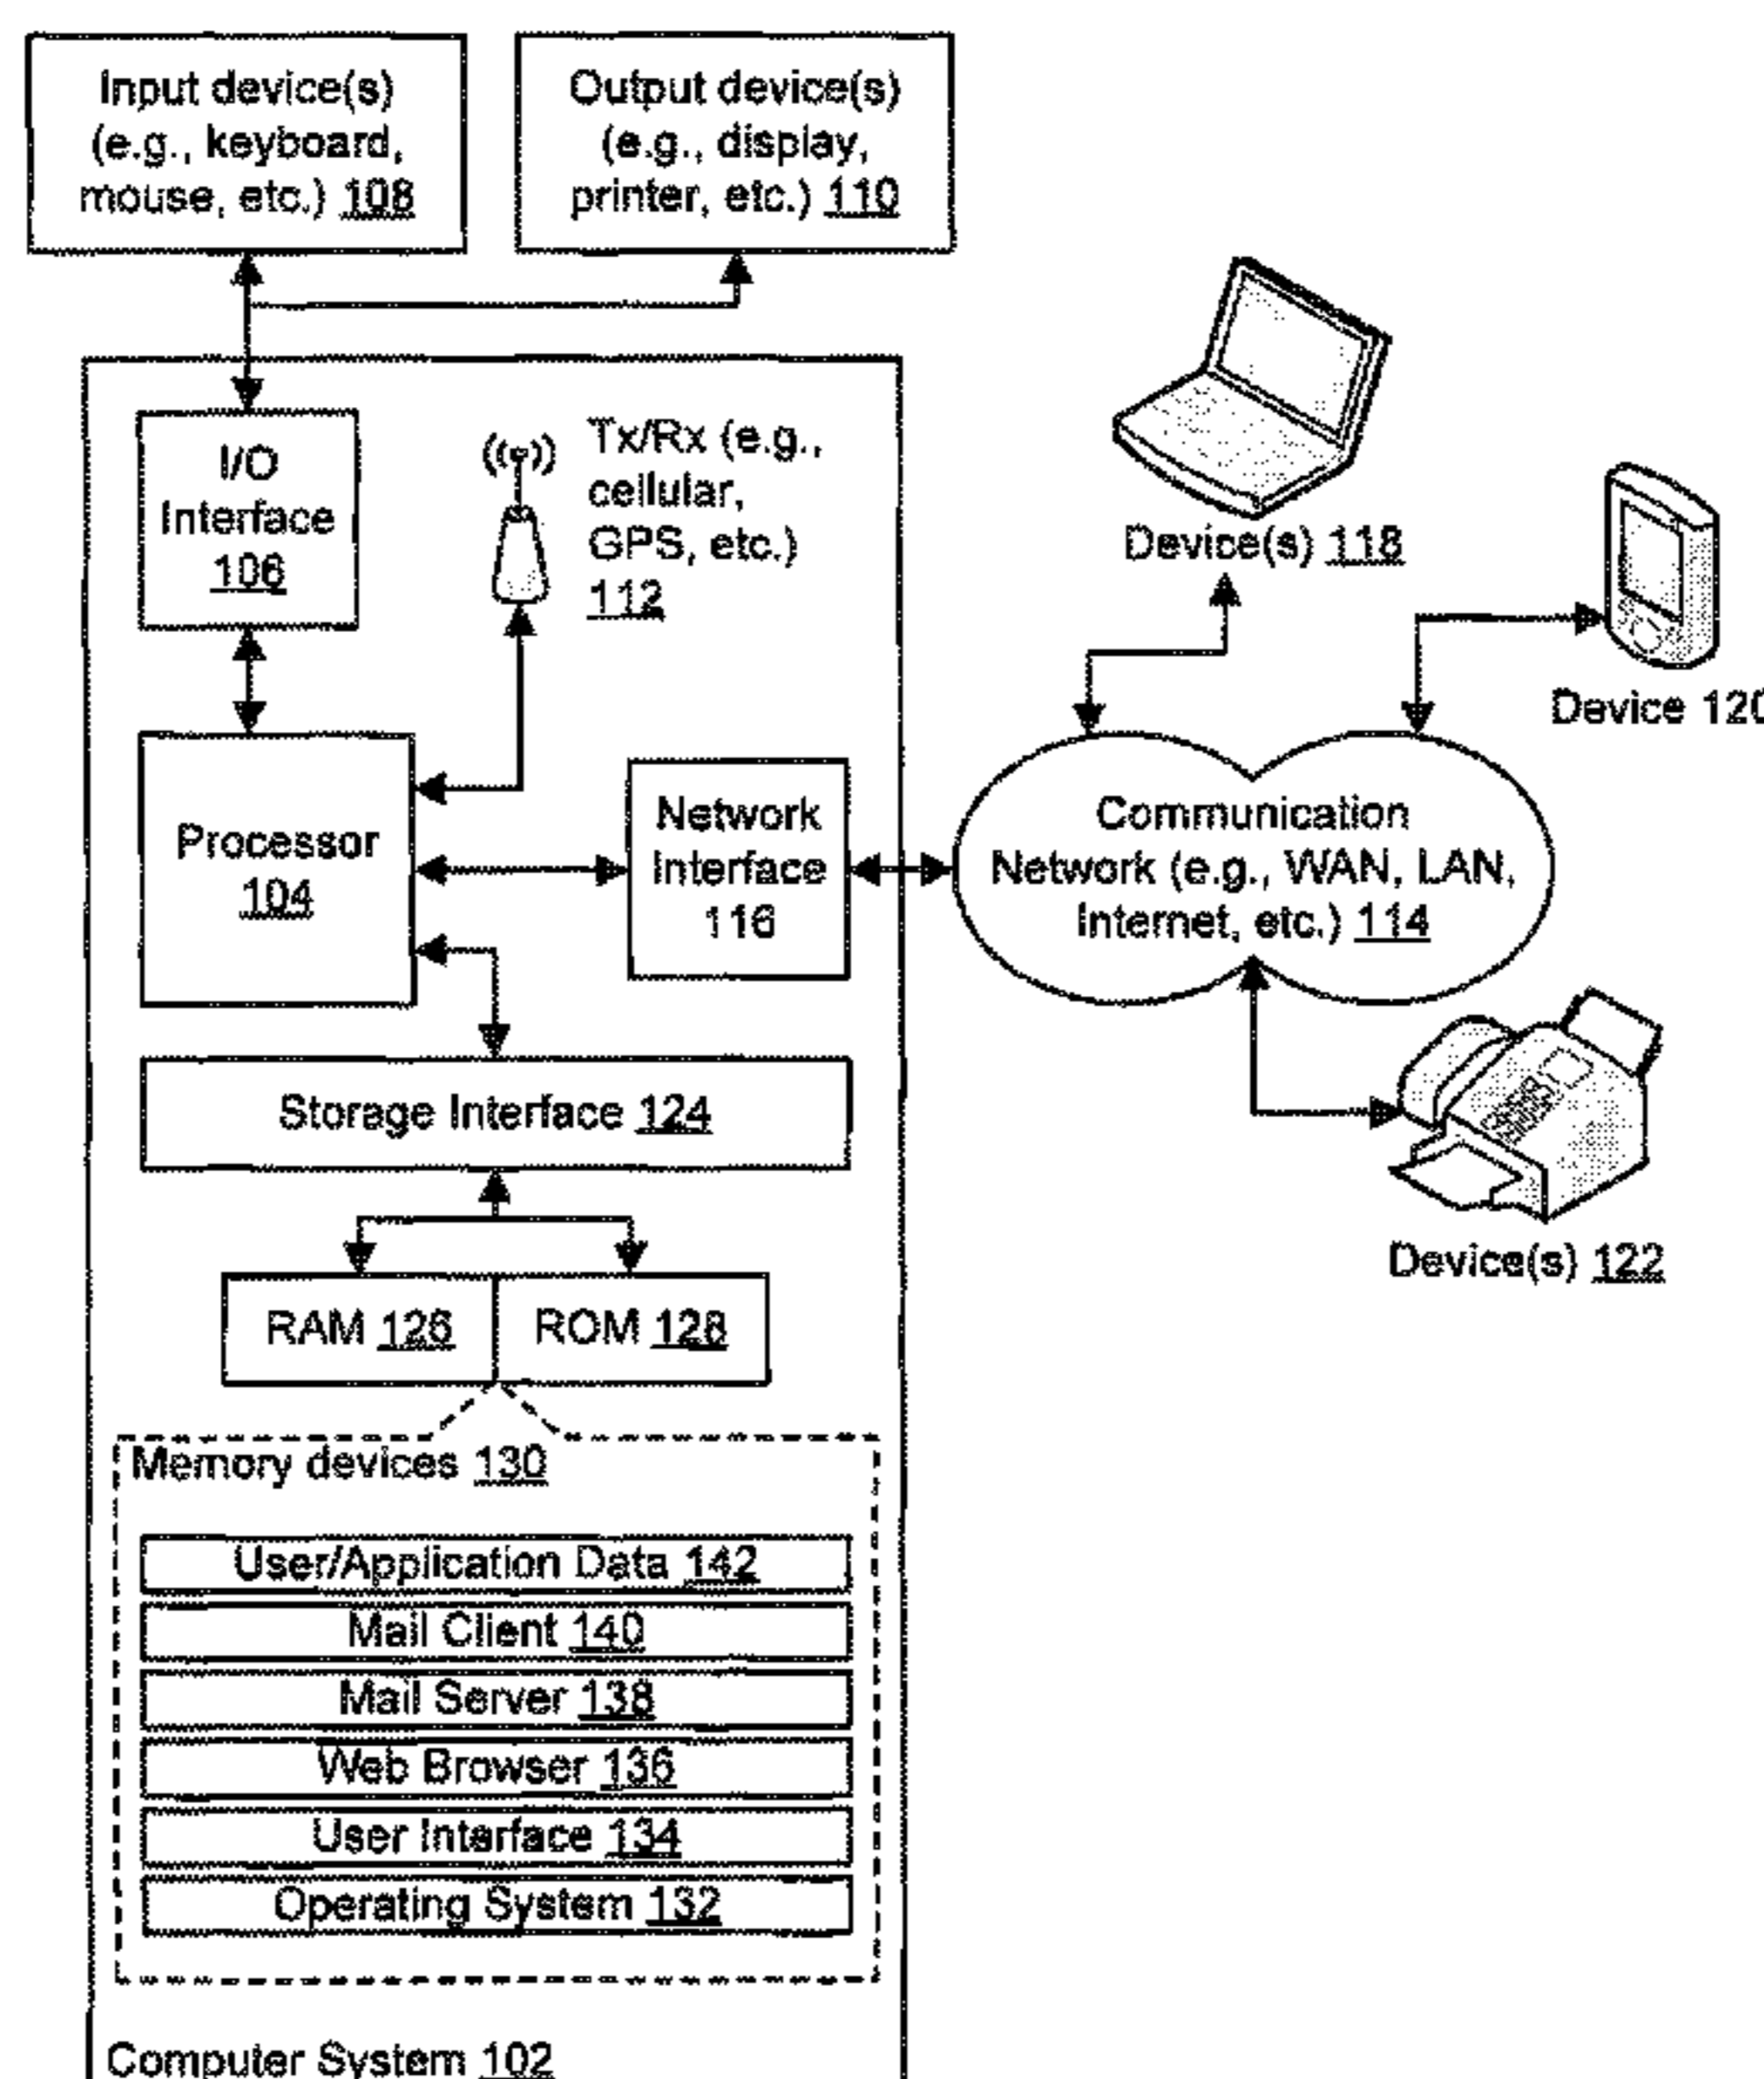 Input device(s)
(e.g., keyboard,
mouse, etc.) 108
Output device(s)
(e.g., display,
printer, etc.) 110
I/O
Interface
106
Tx/Rx (e.g.,
cellular,
GPS, etc.)
112
Device(s) 118
Device 120
Processor
104
Network
Interface
116
Communication
Network (e.g., WAN, LAN,
Internet, etc.) 114
Storage Interface 124
Device(s) 122
RAM 126
ROM 128
Memory devices 130
User/Application Data 142
Mail Client 140
Mail Server 138
Web Browser 136
User Interface 134
Operating System 132
Computer System 102